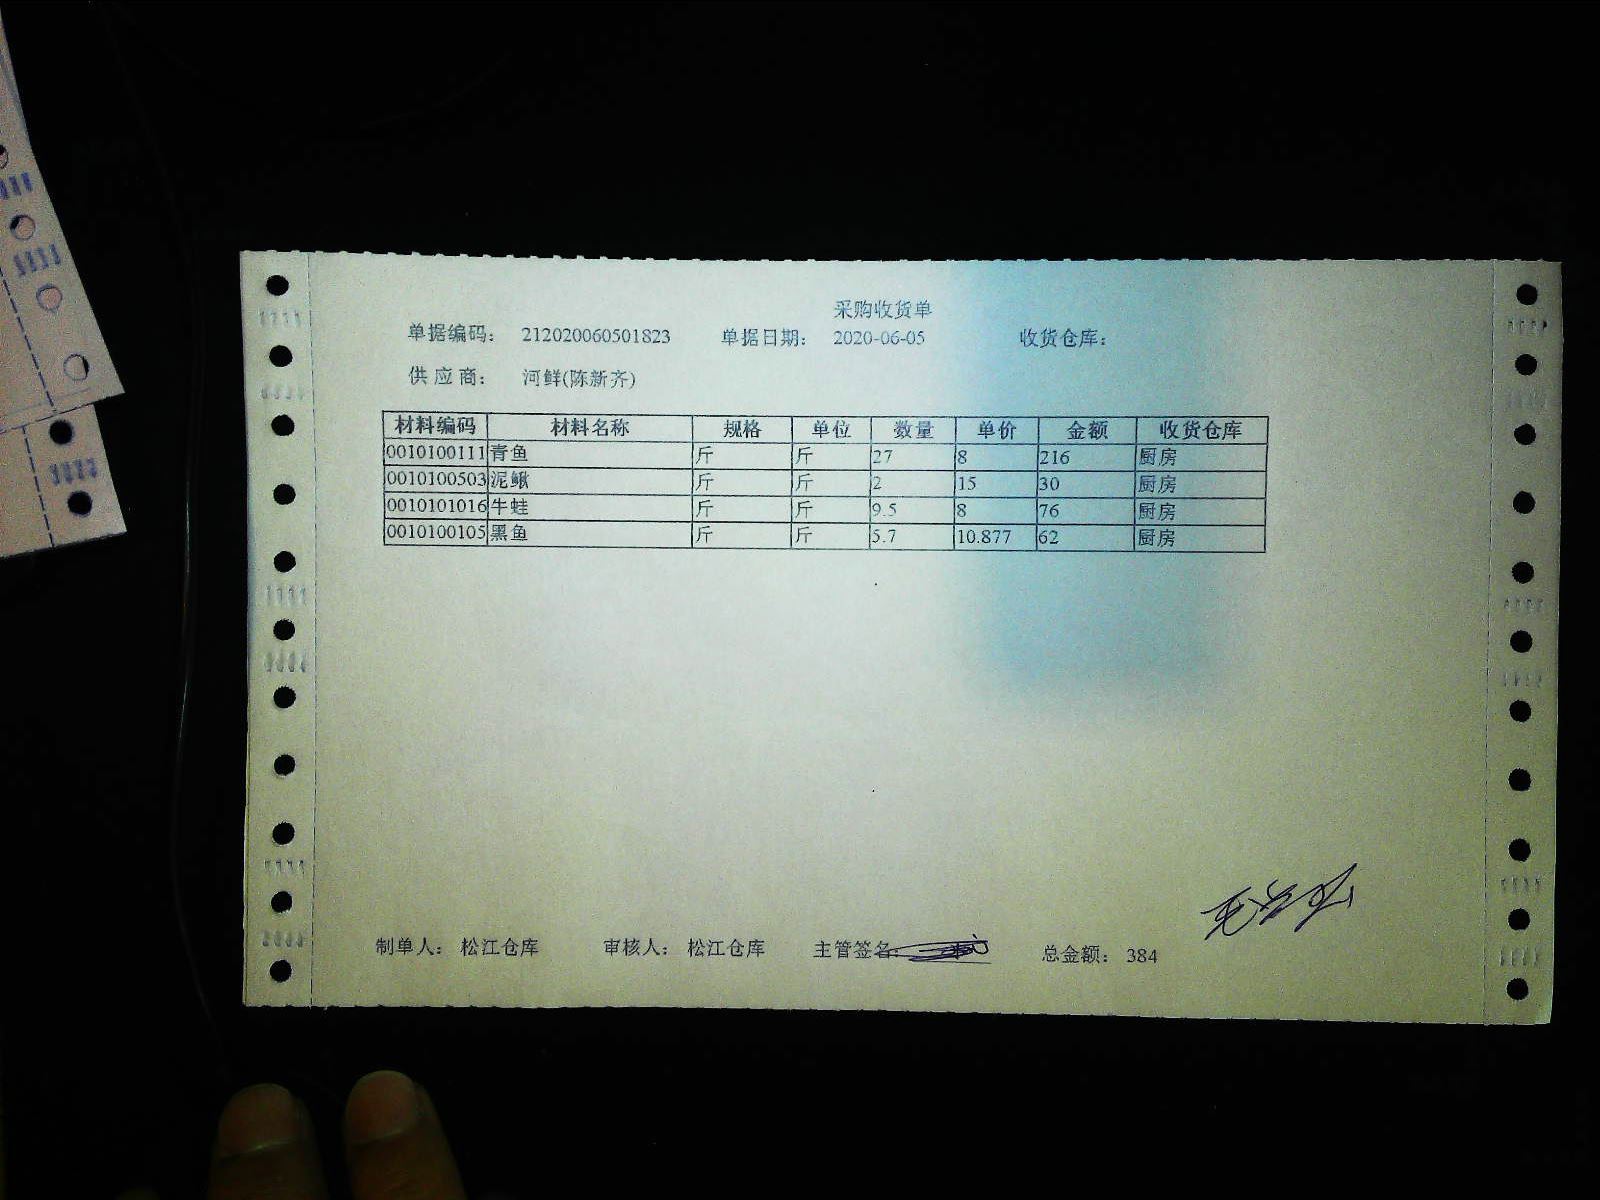 采购收货单
单据编码： 212020060501823 单据日期： 2020-06-05 收货仓库：
供 应 商： 河鲜(陈新齐)
材料编码 材料名称 规格 单位 数量 单价 金额 收货仓库
0010100111 青鱼 斤 斤 27 8 216 厨房
0010100503 泥鳅 斤 斤 2 15 30 厨房
0010101016 牛蛙 斤 斤 9.5 8 76 厨房
0010100105 黑鱼 斤 斤 5.7 10.877 62 厨房
制单人： 松江仓库 审核人： 松江仓库 主管签名： 总金额： 384